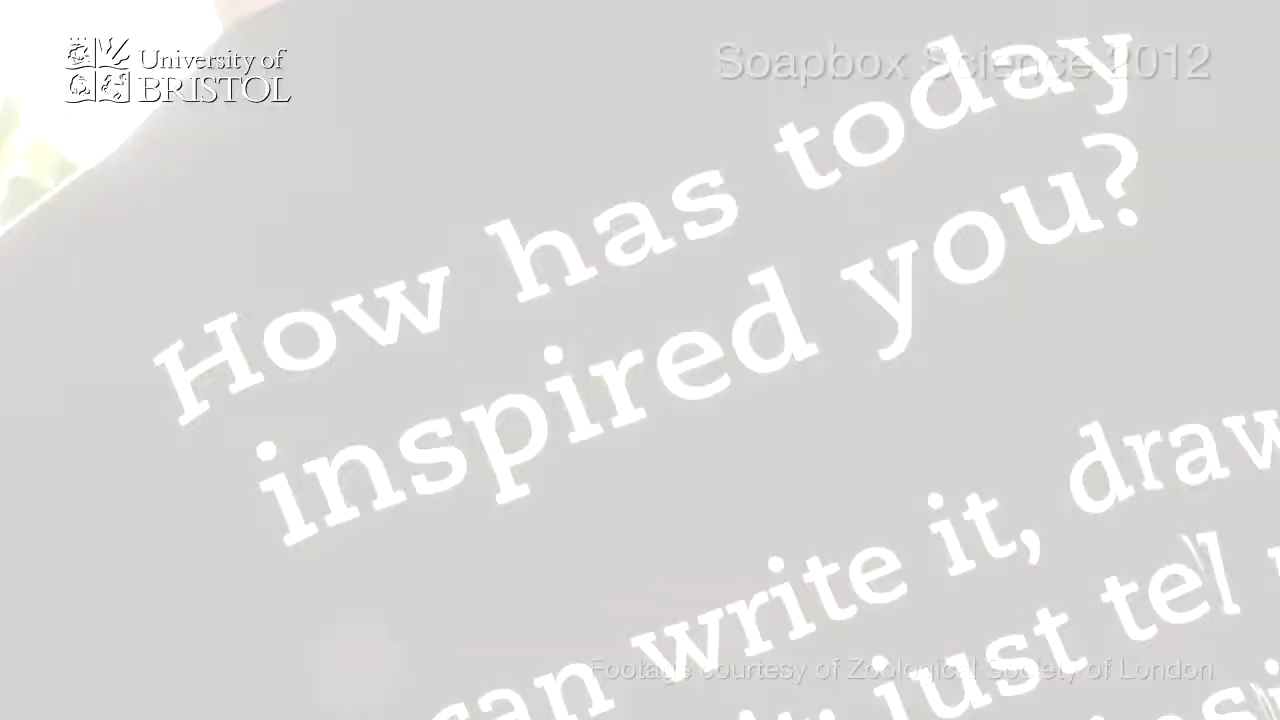 University of
BRISTOL
Soapbox Science 2012
How has today
inspired you?
can write it, draw
just tel
Footage courtesy of Zoological Society of London